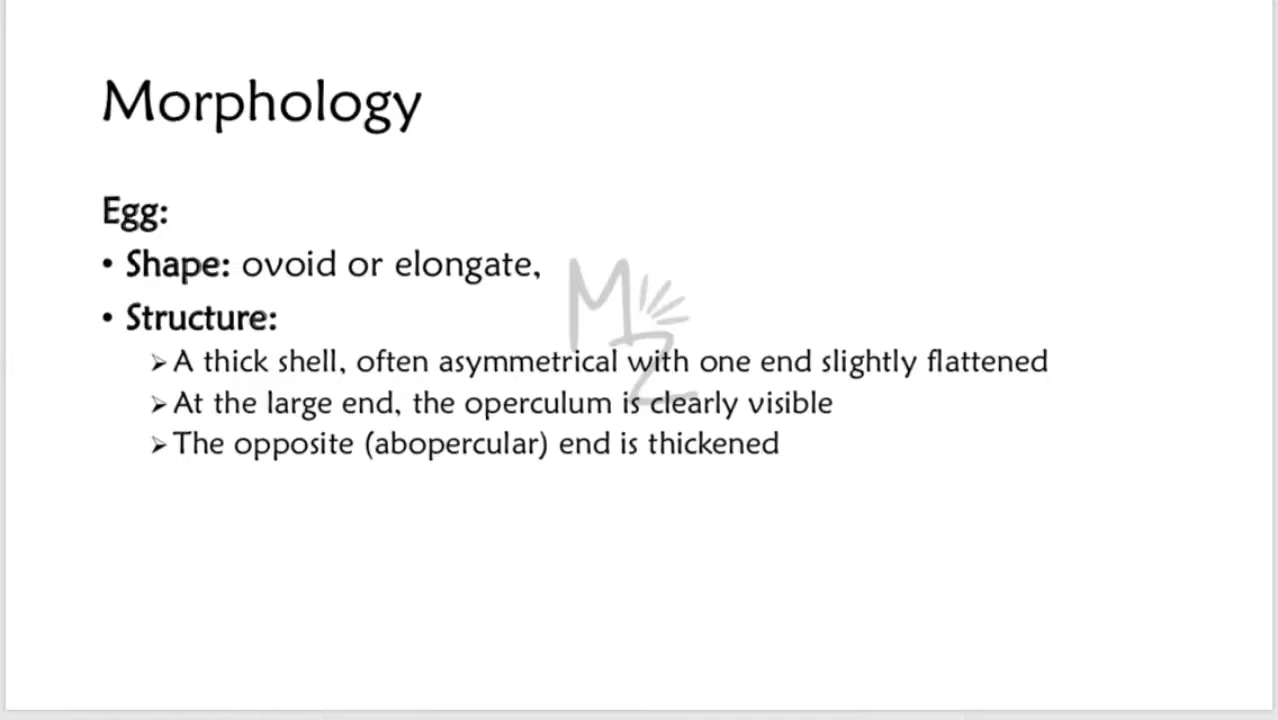 Morphology
Egg:
• Shape: ovoid or elongate,
• Structure:
➢ A thick shell, often asymmetrical with one end slightly flattened
➢ At the large end, the operculum is clearly visible
➢ The opposite (abopercular) end is thickened
MZ